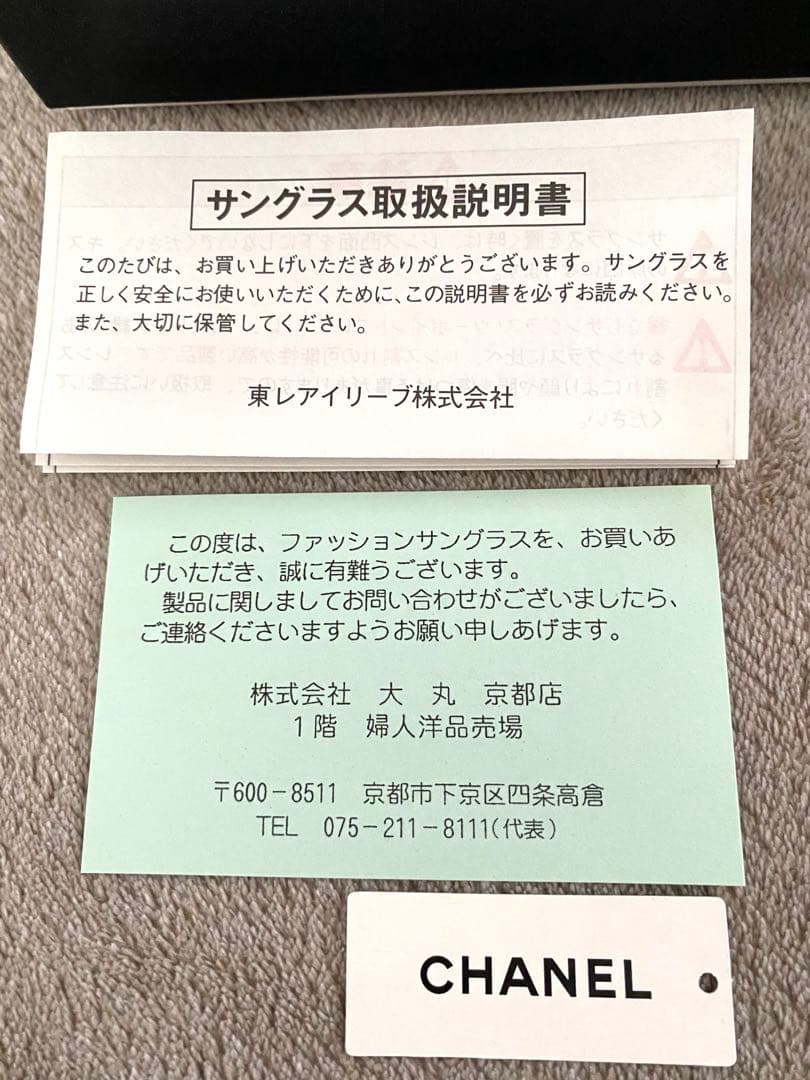 サングラス取扱説明書
このたびは、お買い上げいただきありがとうございます。サングラスを
正しく安全にお使いいただくために、この説明書を必ずお読みください。
また、大切に保管してください。
東レアイリーブ株式会社
この度は、ファッションサングラスを、お買いあ
げいただき、誠に有難うございます。
製品に関しましてお問い合わせがございましたら、
ご連絡くださいますようお願い申しあげます。
株式会社 大 丸 京都店
1階 婦人洋品売場
〒600-8511 京都市下京区四条高倉
TEL 075-211-8111(代表)
CHANEL